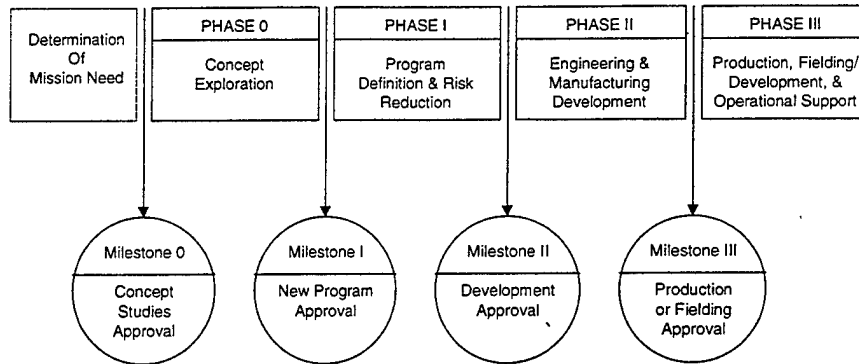 Determination
Of
Mission Need
PHASE 0
Concept
Exploration
PHASE I
Program
Definition & Risk
Reduction
PHASE II
Engineering &
Manufacturing
Development
PHASE III
Production, Fielding/
Development, &
Operational Support
Milestone 0
Concept
Studies
Approval
Milestone I
New Program
Approval
Milestone II
Development
Approval
Milestone III
Production
or Fielding
Approval